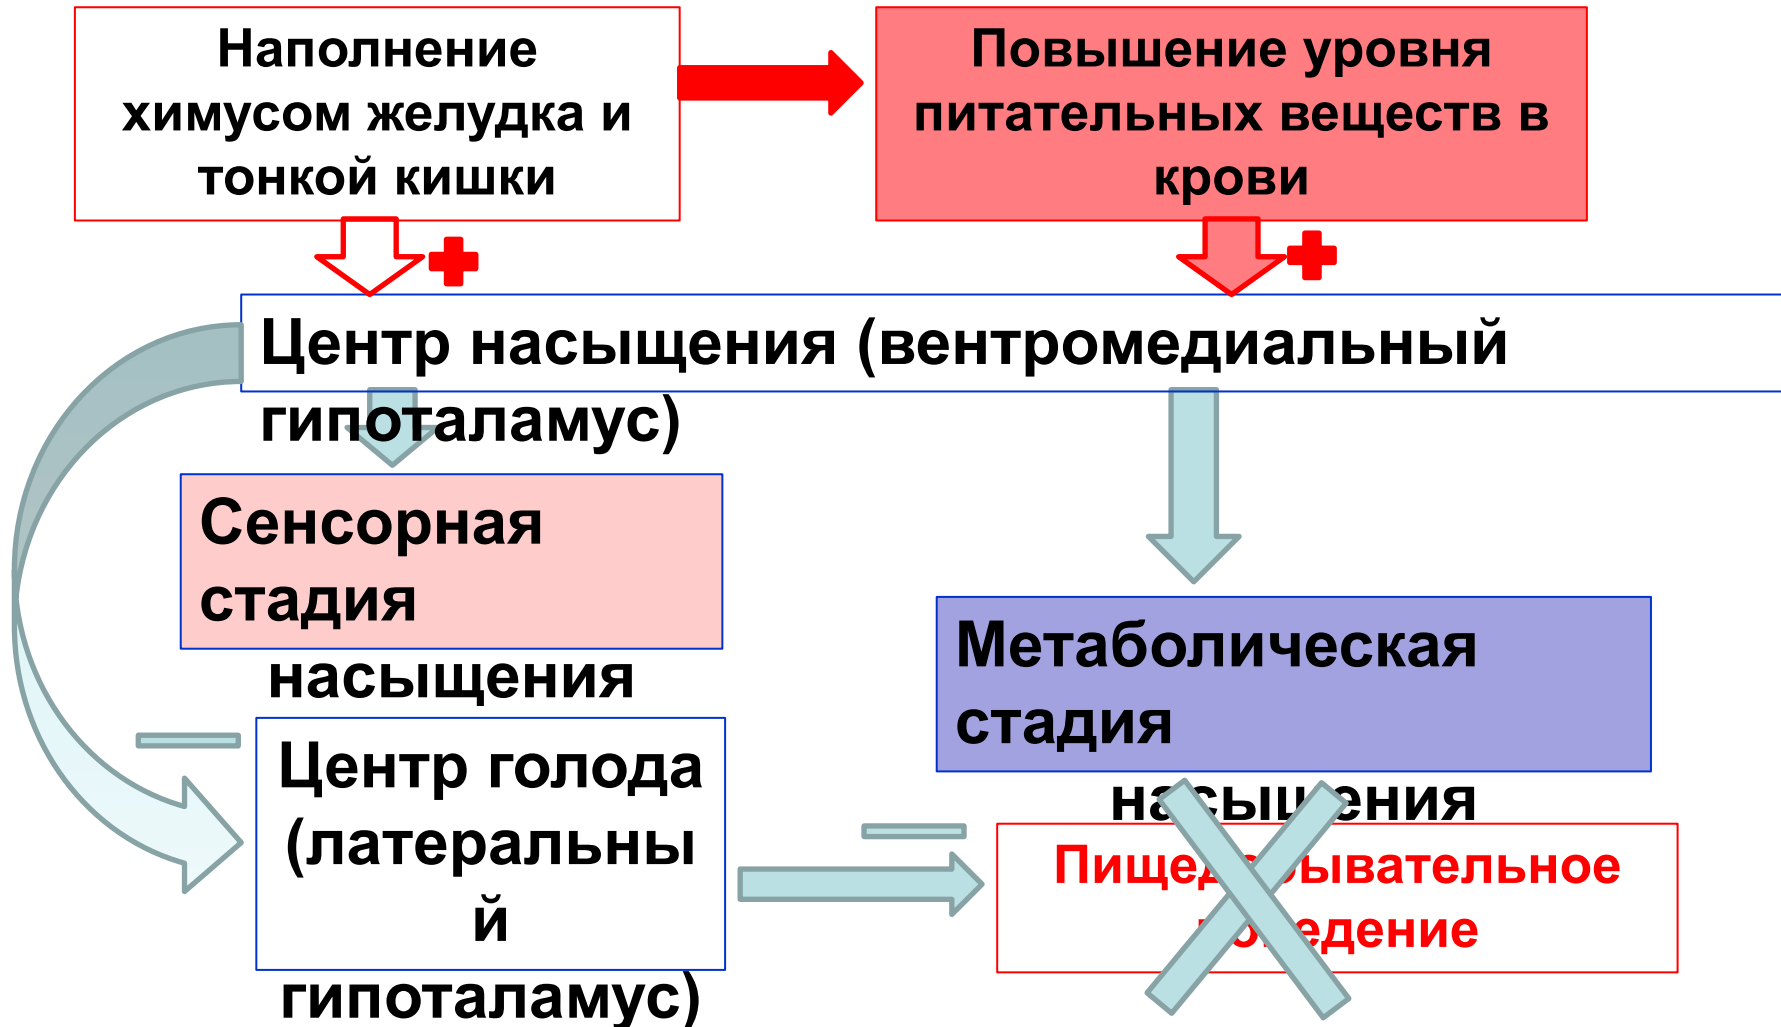 Наполнение
химусом желудка и
тонкой кишки
Повышение уровня
питательных веществ в
крови
Центр насыщения (вентромедиальный
гипоталамус)
Сенсорная
стадия
насыщения
Метаболическая
стадия
насыщения
Центр голода
(латеральны
й
гипоталамус)
Пищедобывательное
поведение